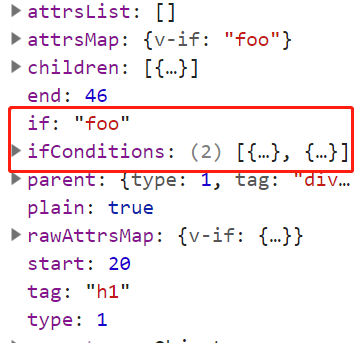 attrsList: []
attrsMap: {v-if: "foo"}
children: [{…}]
end: 46
if: "foo"
ifConditions: (2) [{…}, {…}]
parent: {type: 1, tag: "div…
plain: true
rawAttrsMap: {v-if: {…}}
start: 20
tag: "h1"
type: 1